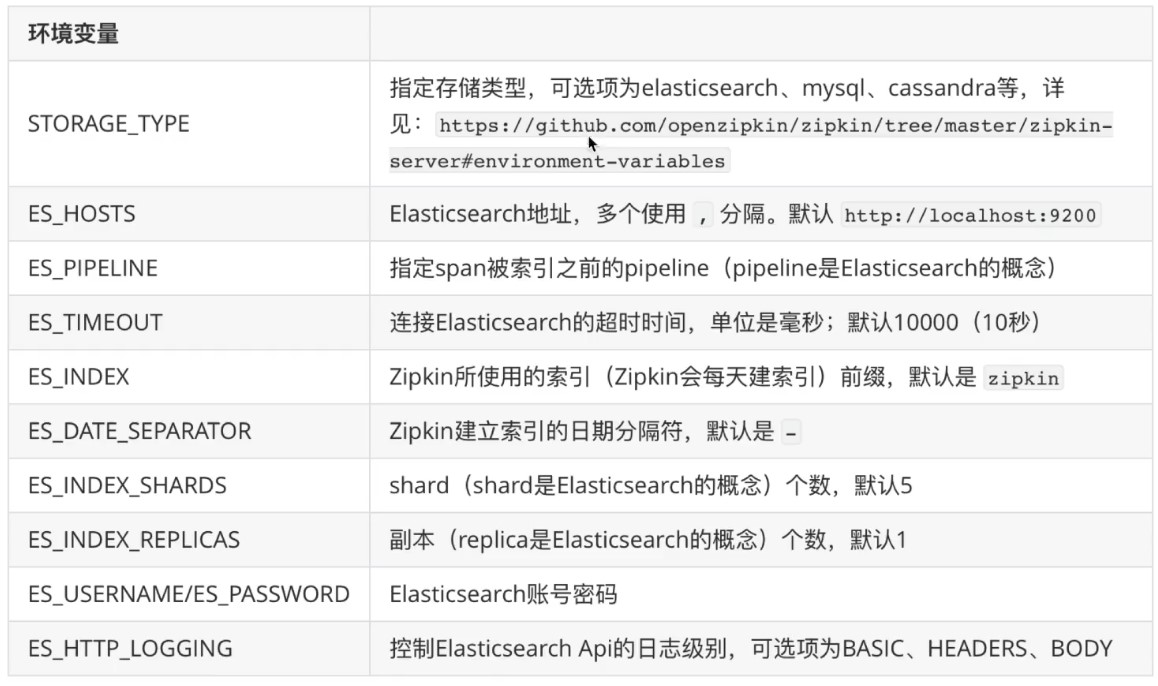 环境变量
STORAGE_TYPE
指定存储类型，可选项为elasticsearch、mysql、cassandra等，详
见：https://github.com/openzipkin/zipkin/tree/master/zipkin-
server#environment-variables
ES_HOSTS
Elasticsearch地址，多个使用 , 分隔。默认 http://localhost:9200
ES_PIPELINE
指定span被索引之前的pipeline（pipeline是Elasticsearch的概念）
ES_TIMEOUT
连接Elasticsearch的超时时间，单位是毫秒；默认10000（10秒）
ES_INDEX
Zipkin所使用的索引（Zipkin会每天建索引）前缀，默认是 zipkin
ES_DATE_SEPARATOR
Zipkin建立索引的日期分隔符，默认是 -
ES_INDEX_SHARDS
shard（shard是Elasticsearch的概念）个数，默认5
ES_INDEX_REPLICAS
副本（replica是Elasticsearch的概念）个数，默认1
ES_USERNAME/ES_PASSWORD
Elasticsearch账号密码
ES_HTTP_LOGGING
控制Elasticsearch Api的日志级别，可选项为BASIC、HEADERS、BODY